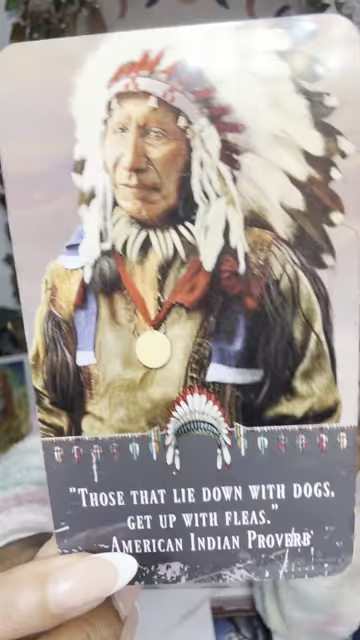 "Those that lie down with dogs,
get up with fleas."
~American Indian Proverb